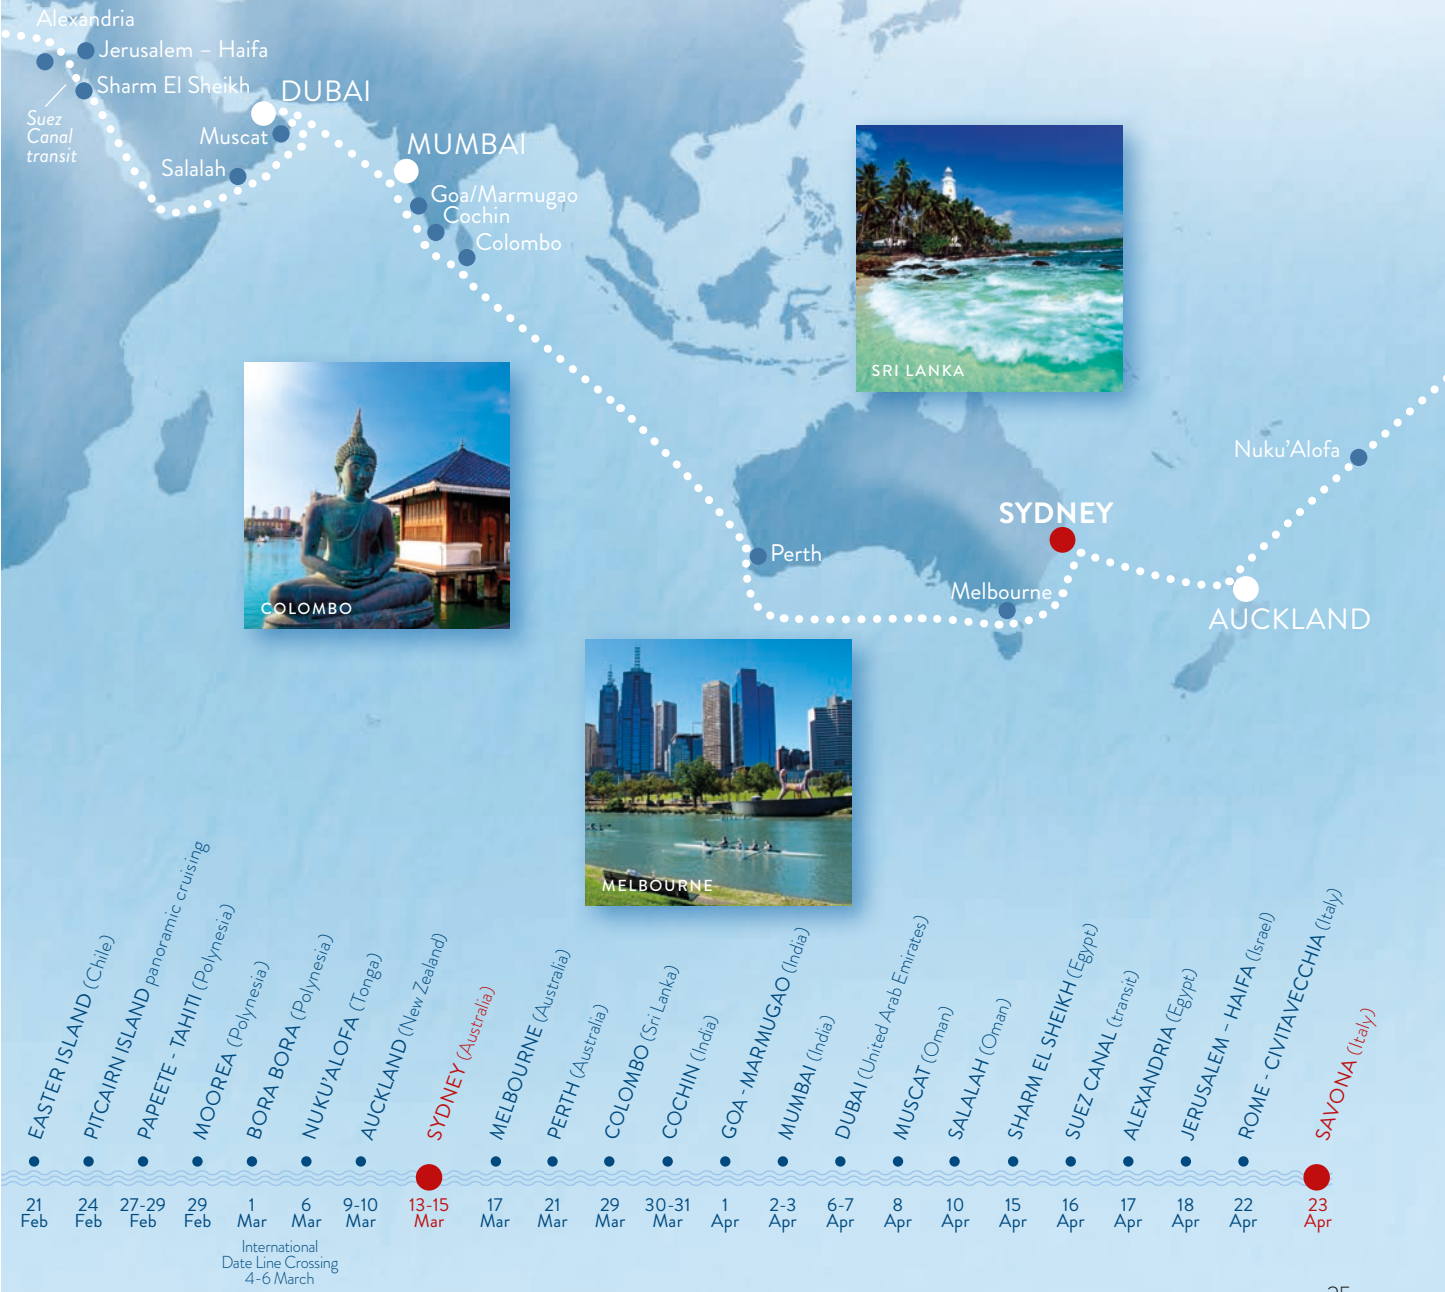 Alexandria
Jerusalem – Haifa
Sharm El Sheikh
DUBAI
Suez
Canal
transit
Muscat
MUMBAI
Salalah
Goa/Marmugao
Cochin
Colombo
SRI LANKA
Nuku'Alofa
SYDNEY
Perth
Melbourne
COLOMBO
AUCKLAND
MELBOURNE
EASTER ISLAND (Chile)
PITCAIRN ISLAND panoramic cruising
PAPEETE - TAHITI (Polynesia)
MOOREA (Polynesia)
BORA BORA (Polynesia)
NUKU'ALOFA (Tonga)
AUCKLAND (New Zealand)
SYDNEY (Australia)
MELBOURNE (Australia)
PERTH (Australia)
COLOMBO (Sri Lanka)
COCHIN (India)
GOA - MARMUGAO (India)
MUMBAI (India)
DUBAI (United Arab Emirates)
MUSCAT (Oman)
SALALAH (Oman)
SHARM EL SHEIKH (Egypt)
SUEZ CANAL (transit)
ALEXANDRIA (Egypt)
JERUSALEM – HAIFA (Israel)
ROME - CIVITAVECCHIA (Italy)
SAVONA (Italy)
21 24 27-29 29 1 6 9-10 13-15 17 21 29 30-31 1 2-3 6-7 8 10 15 16 17 18 22 23
Feb Feb Feb Feb Mar Mar Mar Mar Mar Mar Mar Mar Apr Apr Apr Apr Apr Apr Apr Apr Apr Apr Apr
International
Date Line Crossing
4-6 March